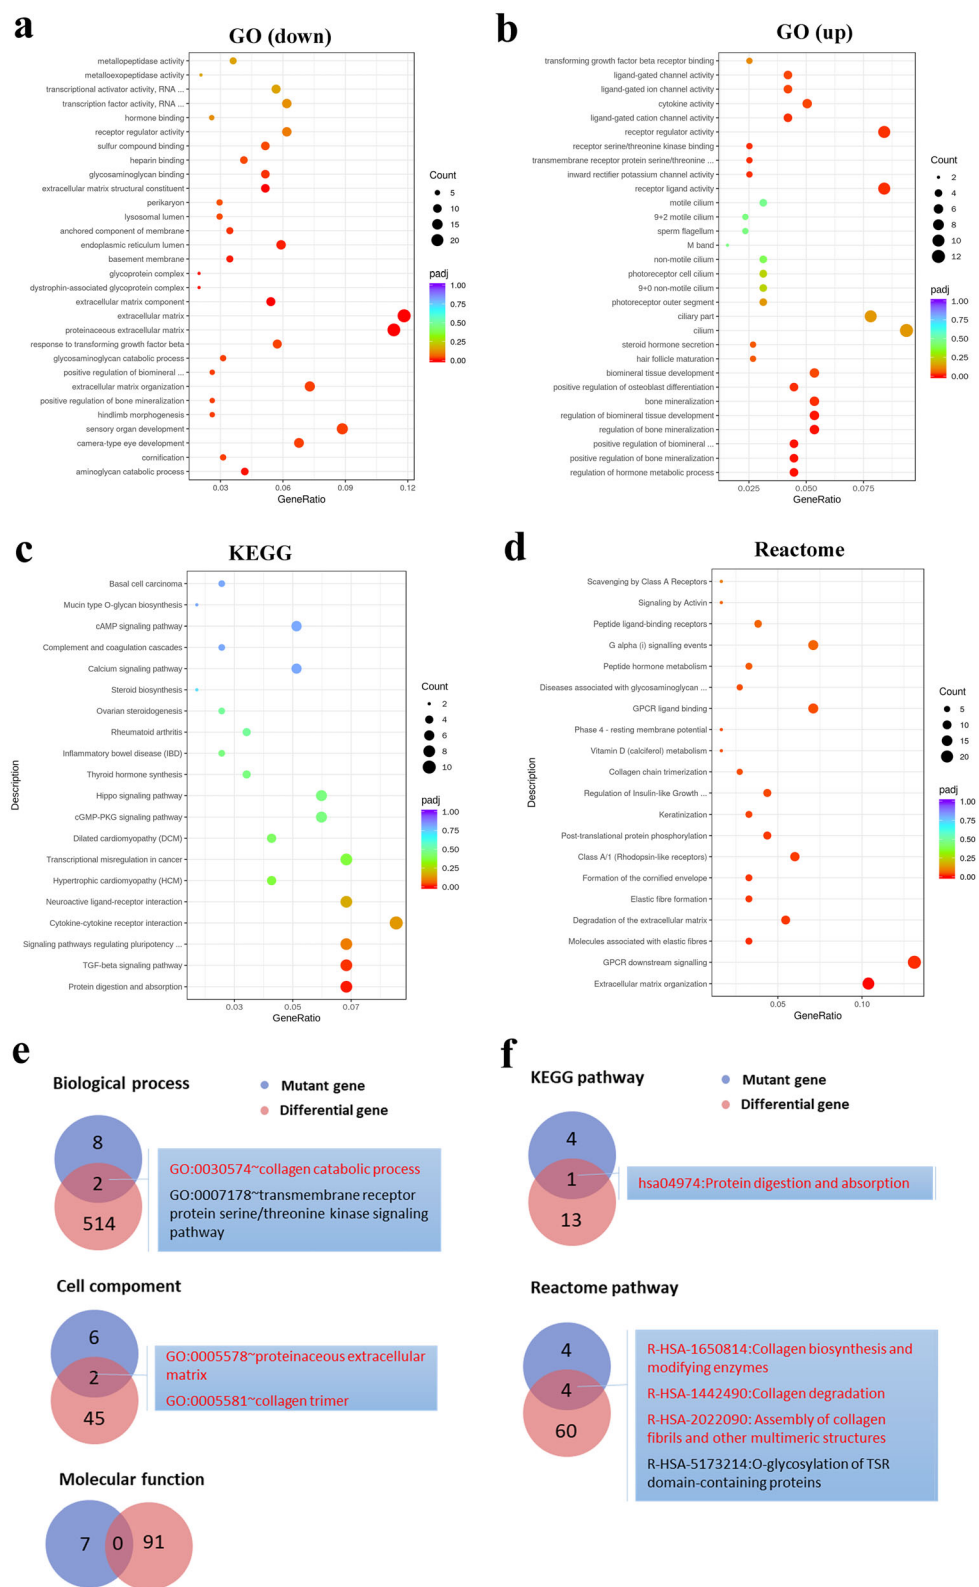 a
GO (down)
metallopeptidase activity
metalloexopeptidase activity
transcriptional activator activity, RNA ...
transcription factor activity, RNA ...
hormone binding
receptor regulator activity
sulfur compound binding
heparin binding
glycosaminoglycan binding
extracellular matrix structural constituent
perikaryon
lysosomal lumen
anchored component of membrane
endoplasmic reticulum lumen
basement membrane
glycoprotein complex
dystrophin-associated glycoprotein complex
extracellular matrix component
extracellular matrix
proteinaceous extracellular matrix
response to transforming growth factor beta
glycosaminoglycan catabolic process
positive regulation of biomineral ...
extracellular matrix organization
positive regulation of bone mineralization
hindlimb morphogenesis
sensory organ development
camera-type eye development
cornification
aminoglycan catabolic process
0.03 0.06 0.09 0.12
GeneRatio
Count
5
10
15
20
padj
1.00
0.75
0.50
0.25
0.00
b
GO (up)
transforming growth factor beta receptor binding
ligand-gated channel activity
ligand-gated ion channel activity
cytokine activity
ligand-gated cation channel activity
receptor regulator activity
receptor serine/threonine kinase binding
transmembrane receptor protein serine/threonine ...
inward rectifier potassium channel activity
receptor ligand activity
motile cilium
9+2 motile cilium
sperm flagellum
M band
non-motile cilium
photoreceptor cell cilium
9+0 non-motile cilium
photoreceptor outer segment
ciliary part
cilium
steroid hormone secretion
hair follicle maturation
biomineral tissue development
positive regulation of osteoblast differentiation
bone mineralization
regulation of biomineral tissue development
regulation of bone mineralization
positive regulation of biomineral ...
positive regulation of bone mineralization
regulation of hormone metabolic process
0.025 0.050 0.075
GeneRatio
Count
2
4
6
8
10
12
padj
1.00
0.75
0.50
0.25
0.00
c
KEGG
Description
Basal cell carcinoma
Mucin type O-glycan biosynthesis
cAMP signaling pathway
Complement and coagulation cascades
Calcium signaling pathway
Steroid biosynthesis
Ovarian steroidogenesis
Rheumatoid arthritis
Inflammatory bowel disease (IBD)
Thyroid hormone synthesis
Hippo signaling pathway
cGMP-PKG signaling pathway
Dilated cardiomyopathy (DCM)
Transcriptional misregulation in cancer
Hypertrophic cardiomyopathy (HCM)
Neuroactive ligand-receptor interaction
Cytokine-cytokine receptor interaction
Signaling pathways regulating pluripotency ...
TGF-beta signaling pathway
Protein digestion and absorption
0.03 0.05 0.07
GeneRatio
Count
2
4
6
8
10
padj
1.00
0.75
0.50
0.25
0.00
d
Reactome
Description
Scavenging by Class A Receptors
Signaling by Activin
Peptide ligand-binding receptors
G alpha (i) signalling events
Peptide hormone metabolism
Diseases associated with glycosaminoglycan ...
GPCR ligand binding
Phase 4 - resting membrane potential
Vitamin D (calciferol) metabolism
Collagen chain trimerization
Regulation of Insulin-like Growth ...
Keratinization
Post-translational protein phosphorylation
Class A/1 (Rhodopsin-like receptors)
Formation of the cornified envelope
Elastic fibre formation
Degradation of the extracellular matrix
Molecules associated with elastic fibres
GPCR downstream signalling
Extracellular matrix organization
0.05 0.10
GeneRatio
Count
5
10
15
20
padj
1.00
0.75
0.50
0.25
0.00
e
Biological process
Mutant gene
Differential gene
8
2
514
GO:0030574~collagen catabolic process
GO:0007178~transmembrane receptor
protein serine/threonine kinase signaling
pathway
Cell compoment
6
2
45
GO:0005578~proteinaceous extracellular
matrix
GO:0005581~collagen trimer
Molecular function
7 0 91
f
KEGG pathway
Mutant gene
Differential gene
4
1
13
hsa04974:Protein digestion and absorption
Reactome pathway
4
4
60
R-HSA-1650814:Collagen biosynthesis and
modifying enzymes
R-HSA-1442490:Collagen degradation
R-HSA-2022090: Assembly of collagen
fibrils and other multimeric structures
R-HSA-5173214:O-glycosylation of TSR
domain-containing proteins